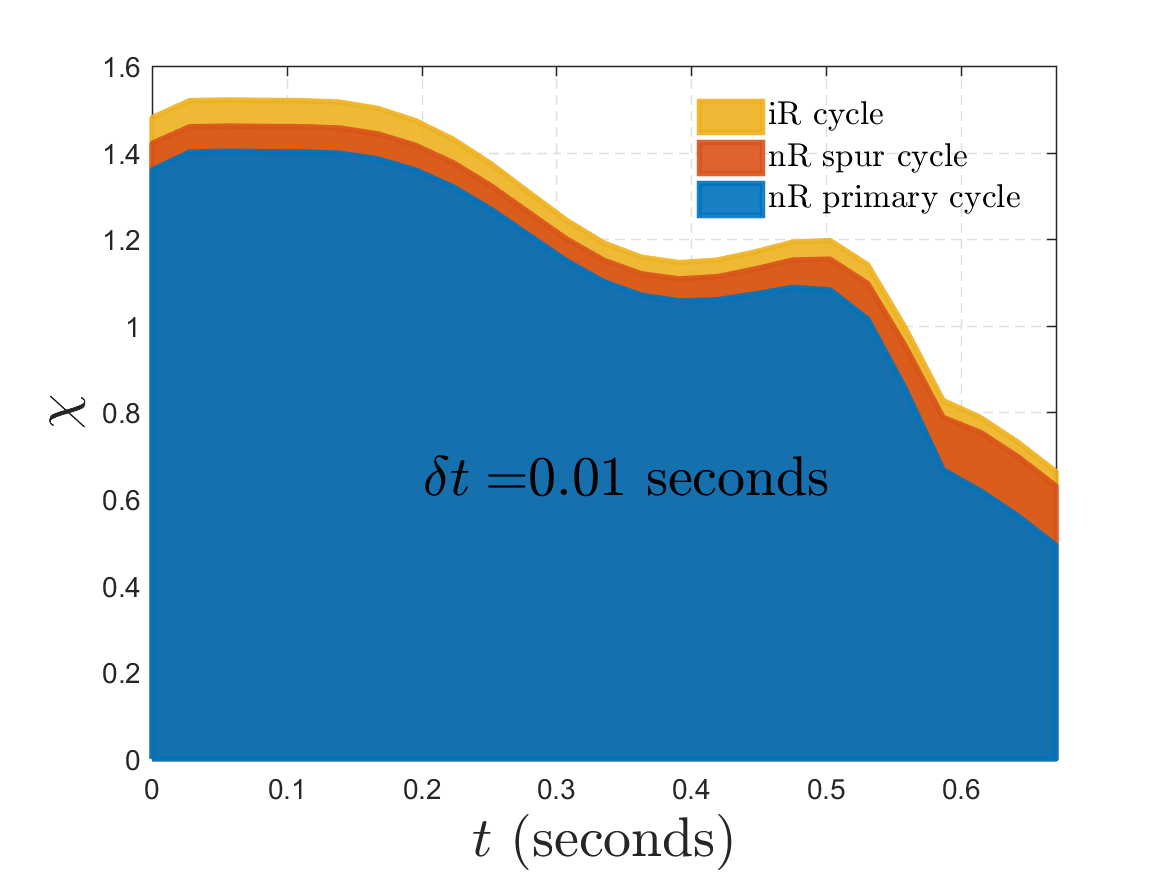 1.6
1.4
1.2
1
0.8
0.6
0.4
0.2
0
χ
iR cycle
nR spur cycle
nR primary cycle
δt =0.01 seconds
0 0.1 0.2 0.3 0.4 0.5 0.6
t (seconds)